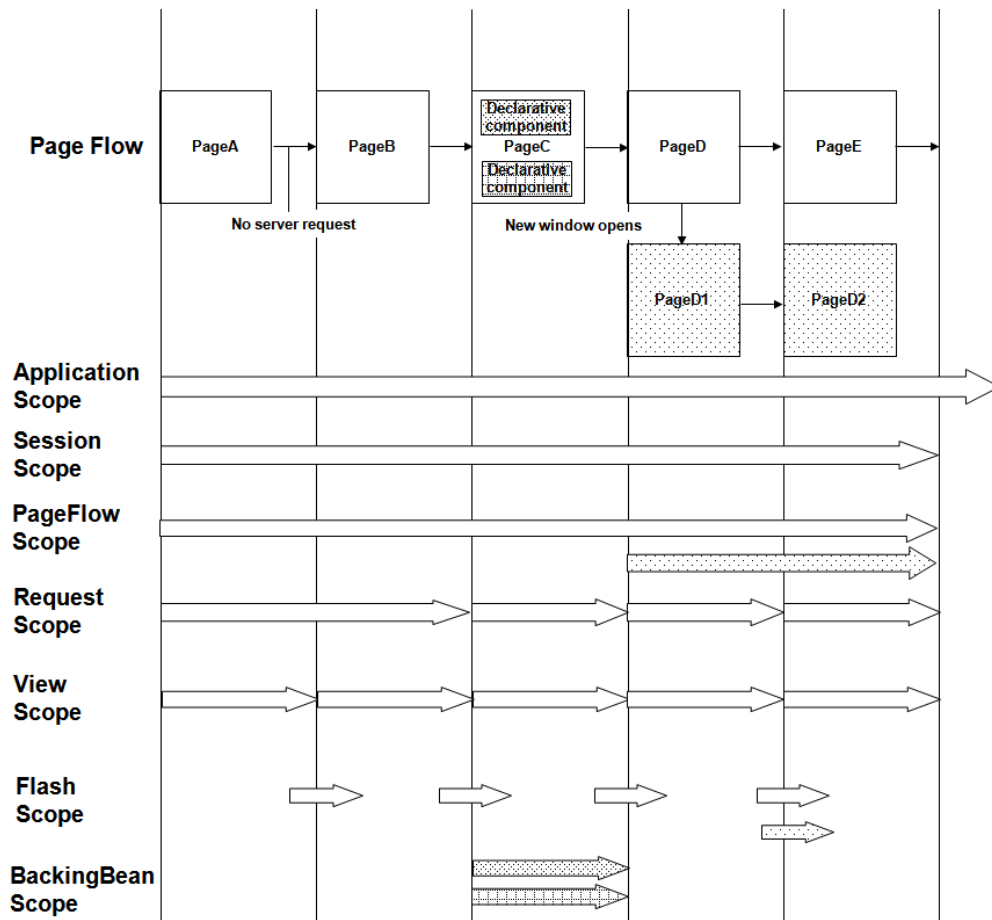 Declarative
component
Page Flow
PageA
PageB
PageC
PageD
PageE
Declarative
component
No server request
New window opens
PageD1
PageD2
Application
Scope
Session
Scope
PageFlow
Scope
Request
Scope
View
Scope
Flash
Scope
BackingBean
Scope